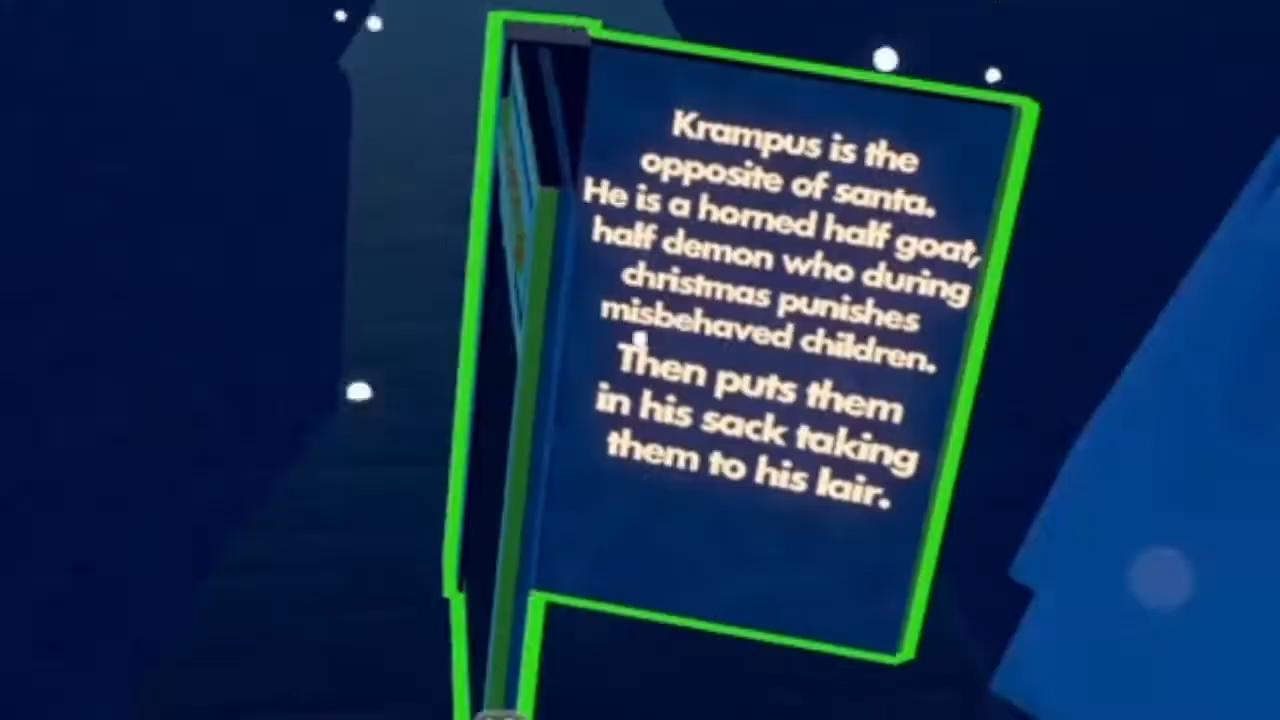 Krampus is the
opposite of santa.
He is a horned half goat,
half demon who during
christmas punishes
misbehaved children.
Then puts them
in his sack taking
them to his lair.